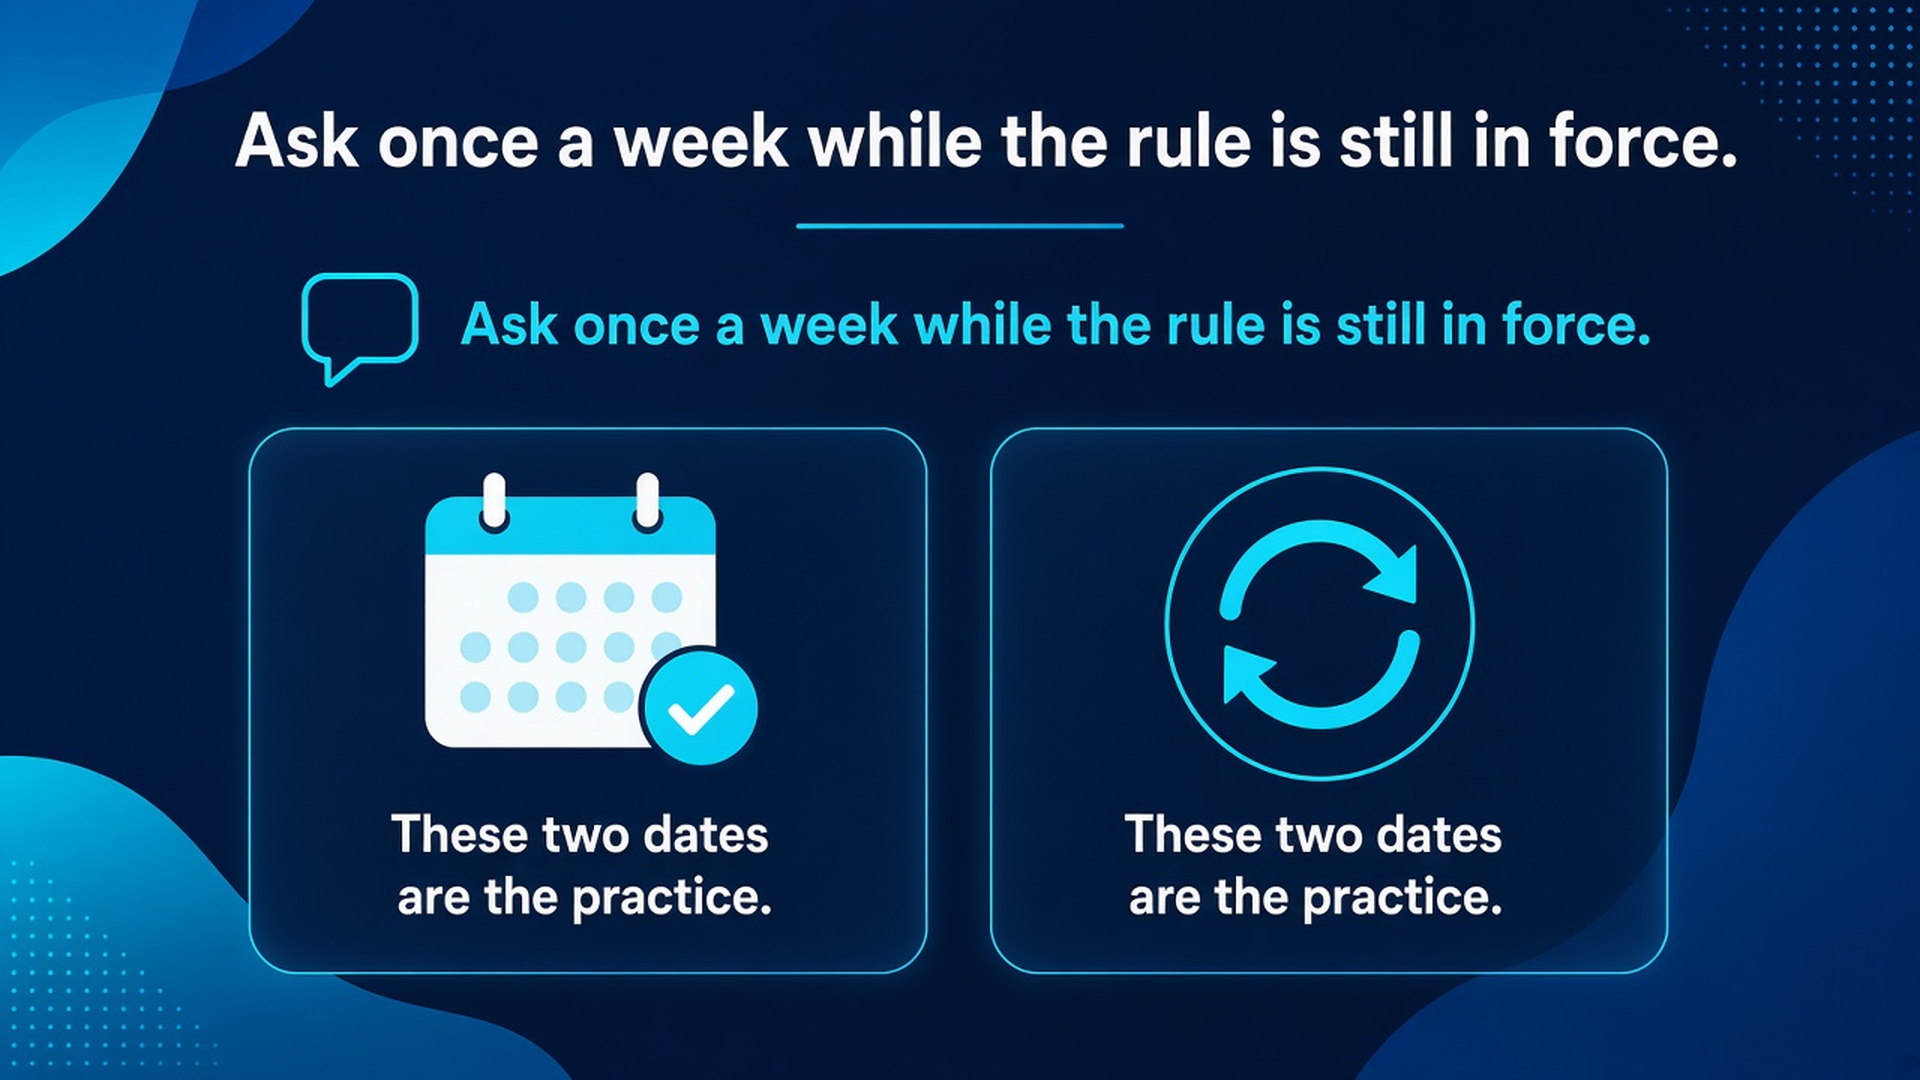 Ask once a week while the rule is still in force.
Ask once a week while the rule is still in force.
These two dates
are the practice.
These two dates
are the practice.